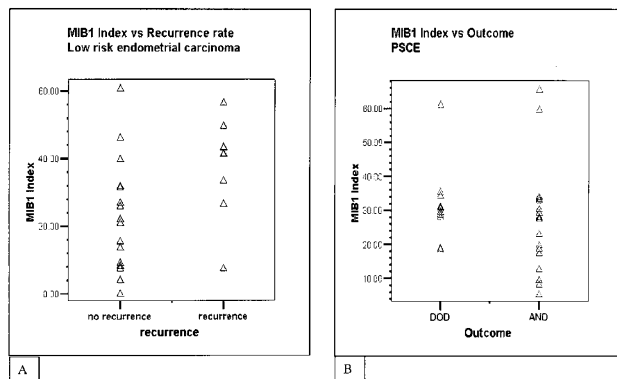 MIB1 Index vs Recurrence rate
Low risk endometrial carcinoma
60.00
40.00
20.00
0.00
MIB1 Index
no recurrence
recurrence
recurrence
A
MIB1 Index vs Outcome
PSCE
60.00
50.00
40.00
30.00
20.00
10.00
MIB1 Index
DOD
AND
Outcome
B